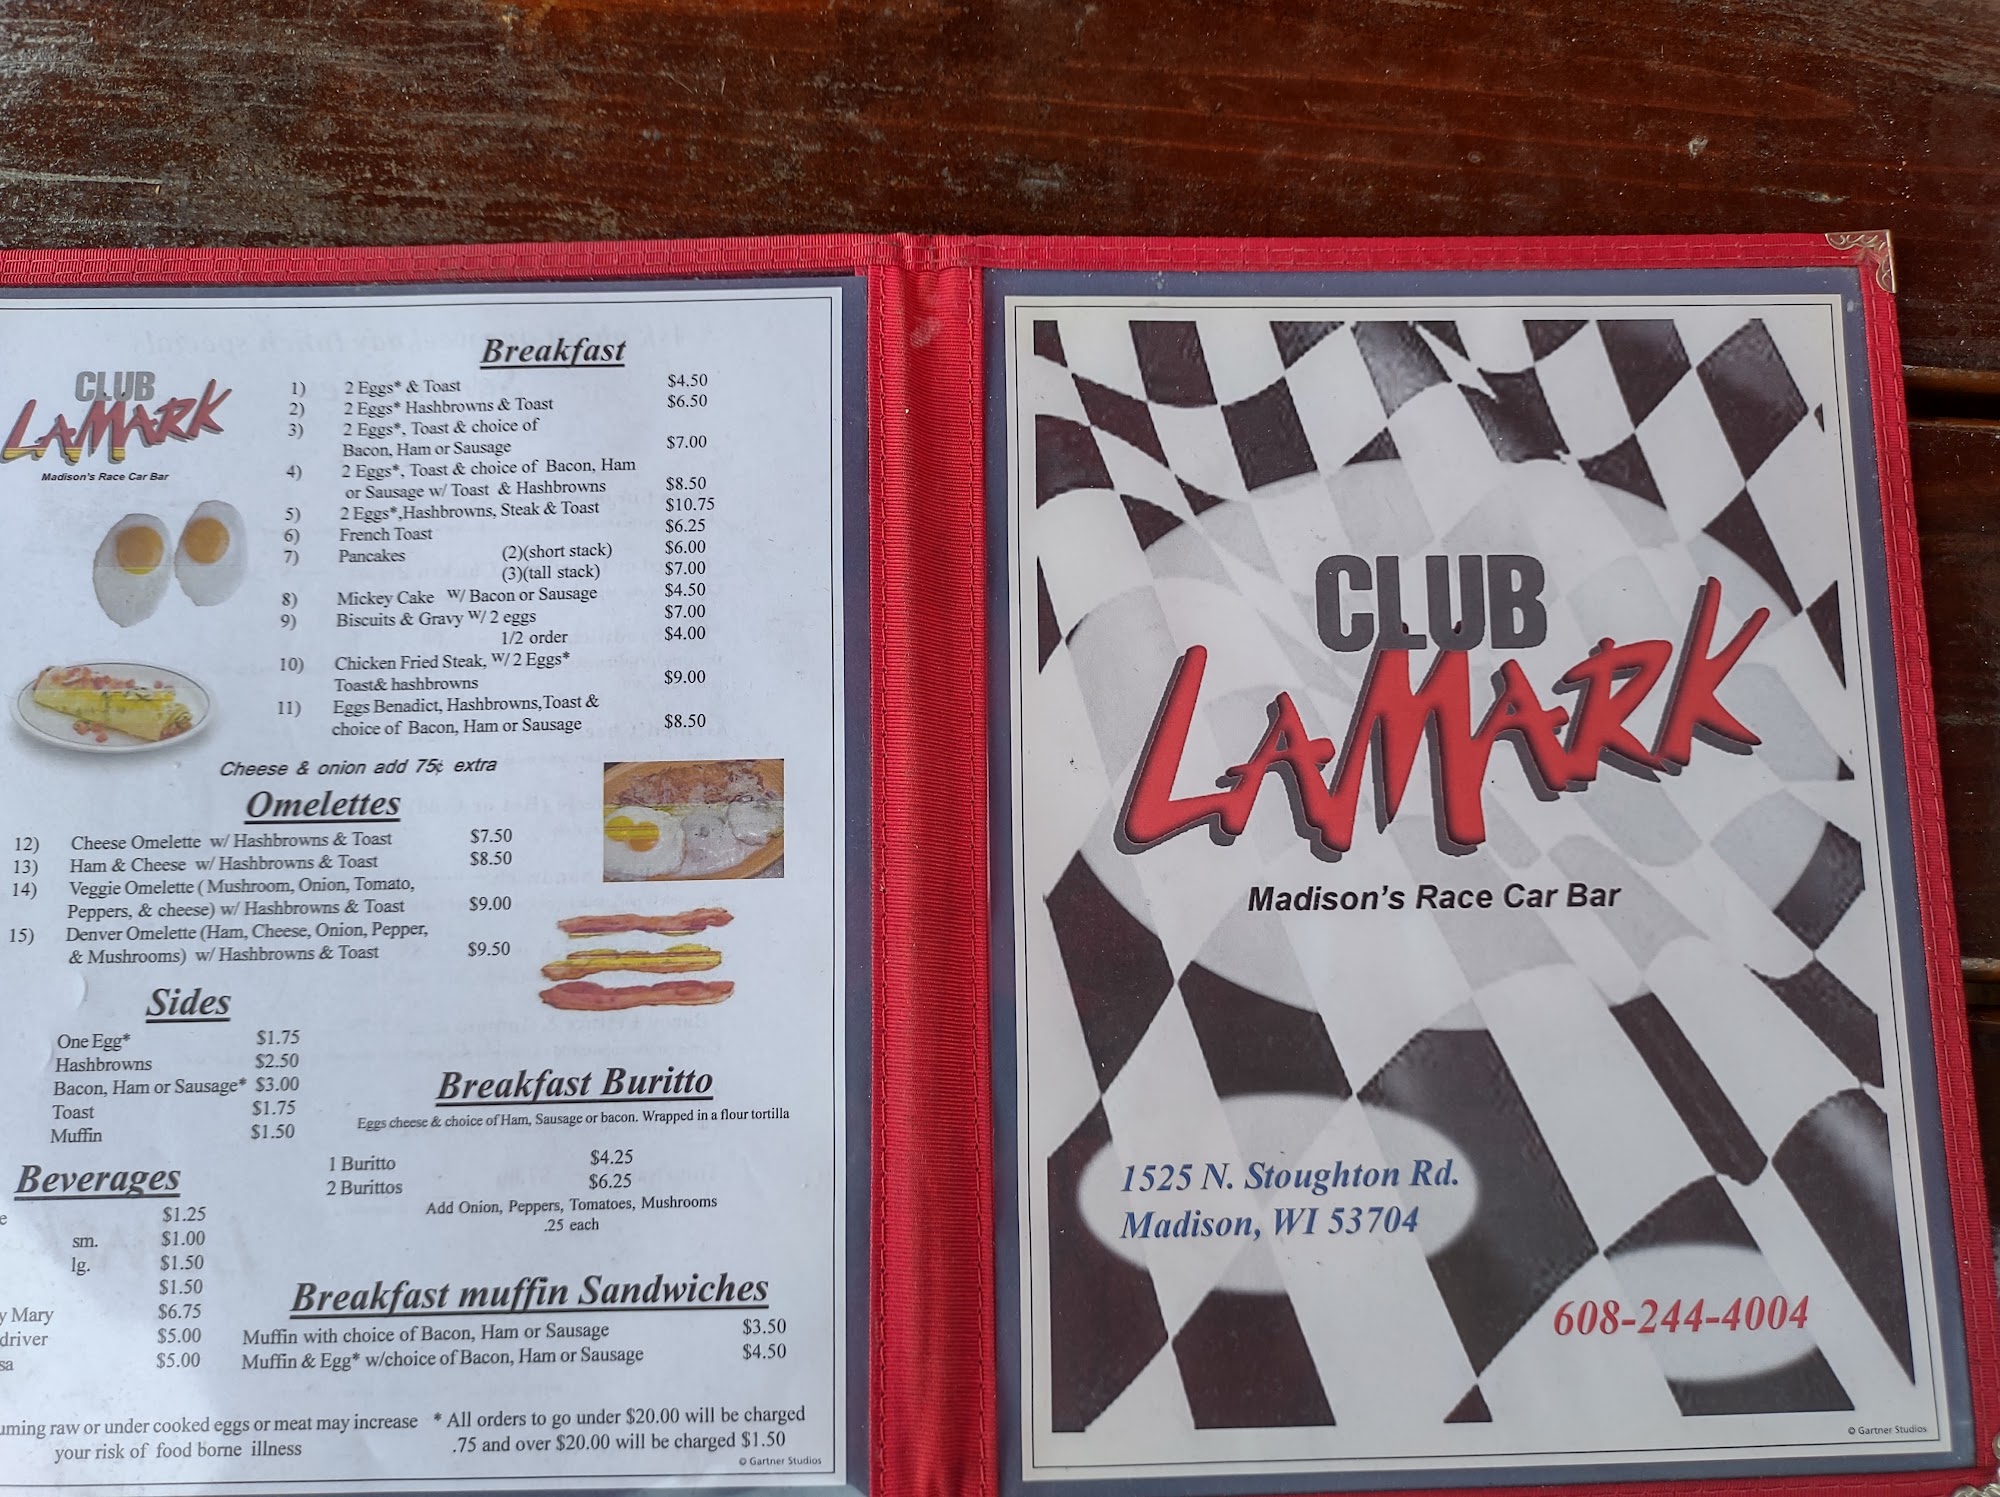 CLUB
LAMARK
Madison's Race Car Bar
Breakfast
1) 2 Eggs* & Toast $4.50
2) 2 Eggs* Hashbrowns & Toast $6.50
3) 2 Eggs*, Toast & choice of
Bacon, Ham or Sausage $7.00
4) 2 Eggs*, Toast & choice of Bacon, Ham
or Sausage w/ Toast & Hashbrowns $8.50
5) 2 Eggs*,Hashbrowns, Steak & Toast $10.75
6) French Toast $6.25
7) Pancakes (2)(short stack) $6.00
(3)(tall stack) $7.00
8) Mickey Cake W/ Bacon or Sausage $4.50
9) Biscuits & Gravy W/ 2 eggs $7.00
1/2 order $4.00
10) Chicken Fried Steak, W/ 2 Eggs*
Toast& hashbrowns $9.00
11) Eggs Benadict, Hashbrowns,Toast &
choice of Bacon, Ham or Sausage $8.50
Cheese & onion add 75¢ extra
Omelettes
12) Cheese Omelette w/ Hashbrowns & Toast $7.50
13) Ham & Cheese w/ Hashbrowns & Toast $8.50
14) Veggie Omelette ( Mushroom, Onion, Tomato,
Peppers, & cheese) w/ Hashbrowns & Toast $9.00
15) Denver Omelette (Ham, Cheese, Onion, Pepper,
& Mushrooms) w/ Hashbrowns & Toast $9.50
Sides
One Egg* $1.75
Hashbrowns $2.50
Bacon, Ham or Sausage* $3.00
Toast $1.75
Muffin $1.50
Beverages
$1.25
sm. $1.00
lg. $1.50
$1.50
Mary $6.75
driver $5.00
$5.00
Breakfast Buritto
Eggs cheese & choice of Ham, Sausage or bacon. Wrapped in a flour tortilla
1 Buritto $4.25
2 Burittos $6.25
Add Onion, Peppers, Tomatoes, Mushrooms
.25 each
Breakfast muffin Sandwiches
Muffin with choice of Bacon, Ham or Sausage $3.50
Muffin & Egg* w/choice of Bacon, Ham or Sausage $4.50
uming raw or under cooked eggs or meat may increase
your risk of food borne illness
* All orders to go under $20.00 will be charged
.75 and over $20.00 will be charged $1.50
© Gartner Studios
CLUB
LAMARK
Madison's Race Car Bar
1525 N. Stoughton Rd.
Madison, WI 53704
608-244-4004
© Gartner Studios